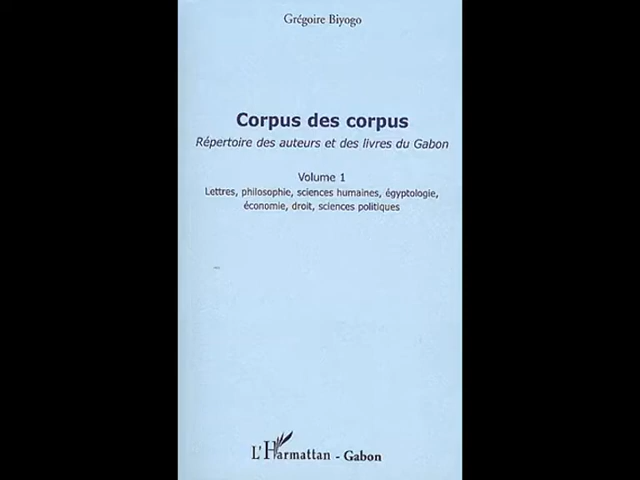 Grégoire Biyogo
Corpus des corpus
Répertoire des auteurs et des livres du Gabon
Volume 1
Lettres, philosophie, sciences humaines, égyptologie,
économie, droit, sciences politiques
L'Harmattan - Gabon